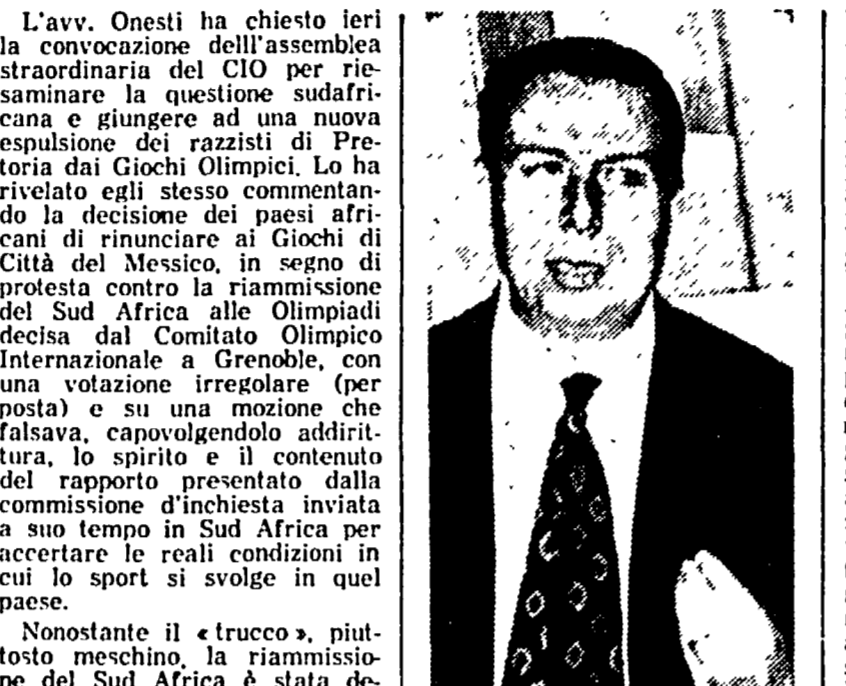 L'avv. Onesti ha chiesto ieri
la convocazione delll'assemblea
straordinaria del CIO per rie-
saminare la questione sudafri-
cana e giungere ad una nuova
espulsione dei razzisti di Pre-
toria dai Giochi Olimpici. Lo ha
rivelato egli stesso commentan-
do la decisione dei paesi afri-
cani di rinunciare ai Giochi di
Città del Messico, in segno di
protesta contro la riammissione
del Sud Africa alle Olimpiadi
decisa dal Comitato Olimpico
Internazionale a Grenoble, con
una votazione irregolare (per
posta) e su una mozione che
falsava, capovolgendolo addirit-
tura, lo spirito e il contenuto
del rapporto presentato dalla
commissione d'inchiesta inviata
a suo tempo in Sud Africa per
accertare le reali condizioni in
cui lo sport si svolge in quel
paese.
Nonostante il « trucco », piut-
tosto meschino, la riammissio-
ne del Sud Africa è stata de-